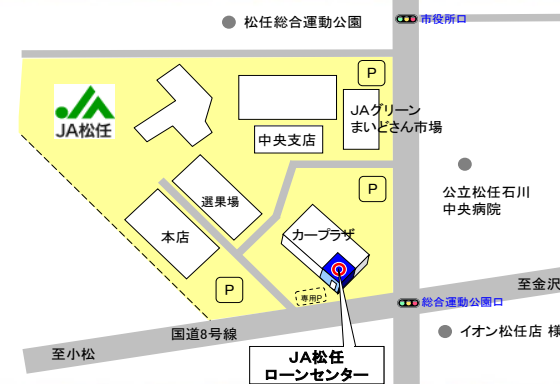 松任総合運動公園
市役所口
P
JA松任
JAグリーン
まいどさん市場
中央支店
選果場
P
公立松任石川
中央病院
本店
カープラザ
P
専用P
至金沢
総合運動公園口
国道8号線
イオン松任店 様
至小松
JA松任
ローンセンター